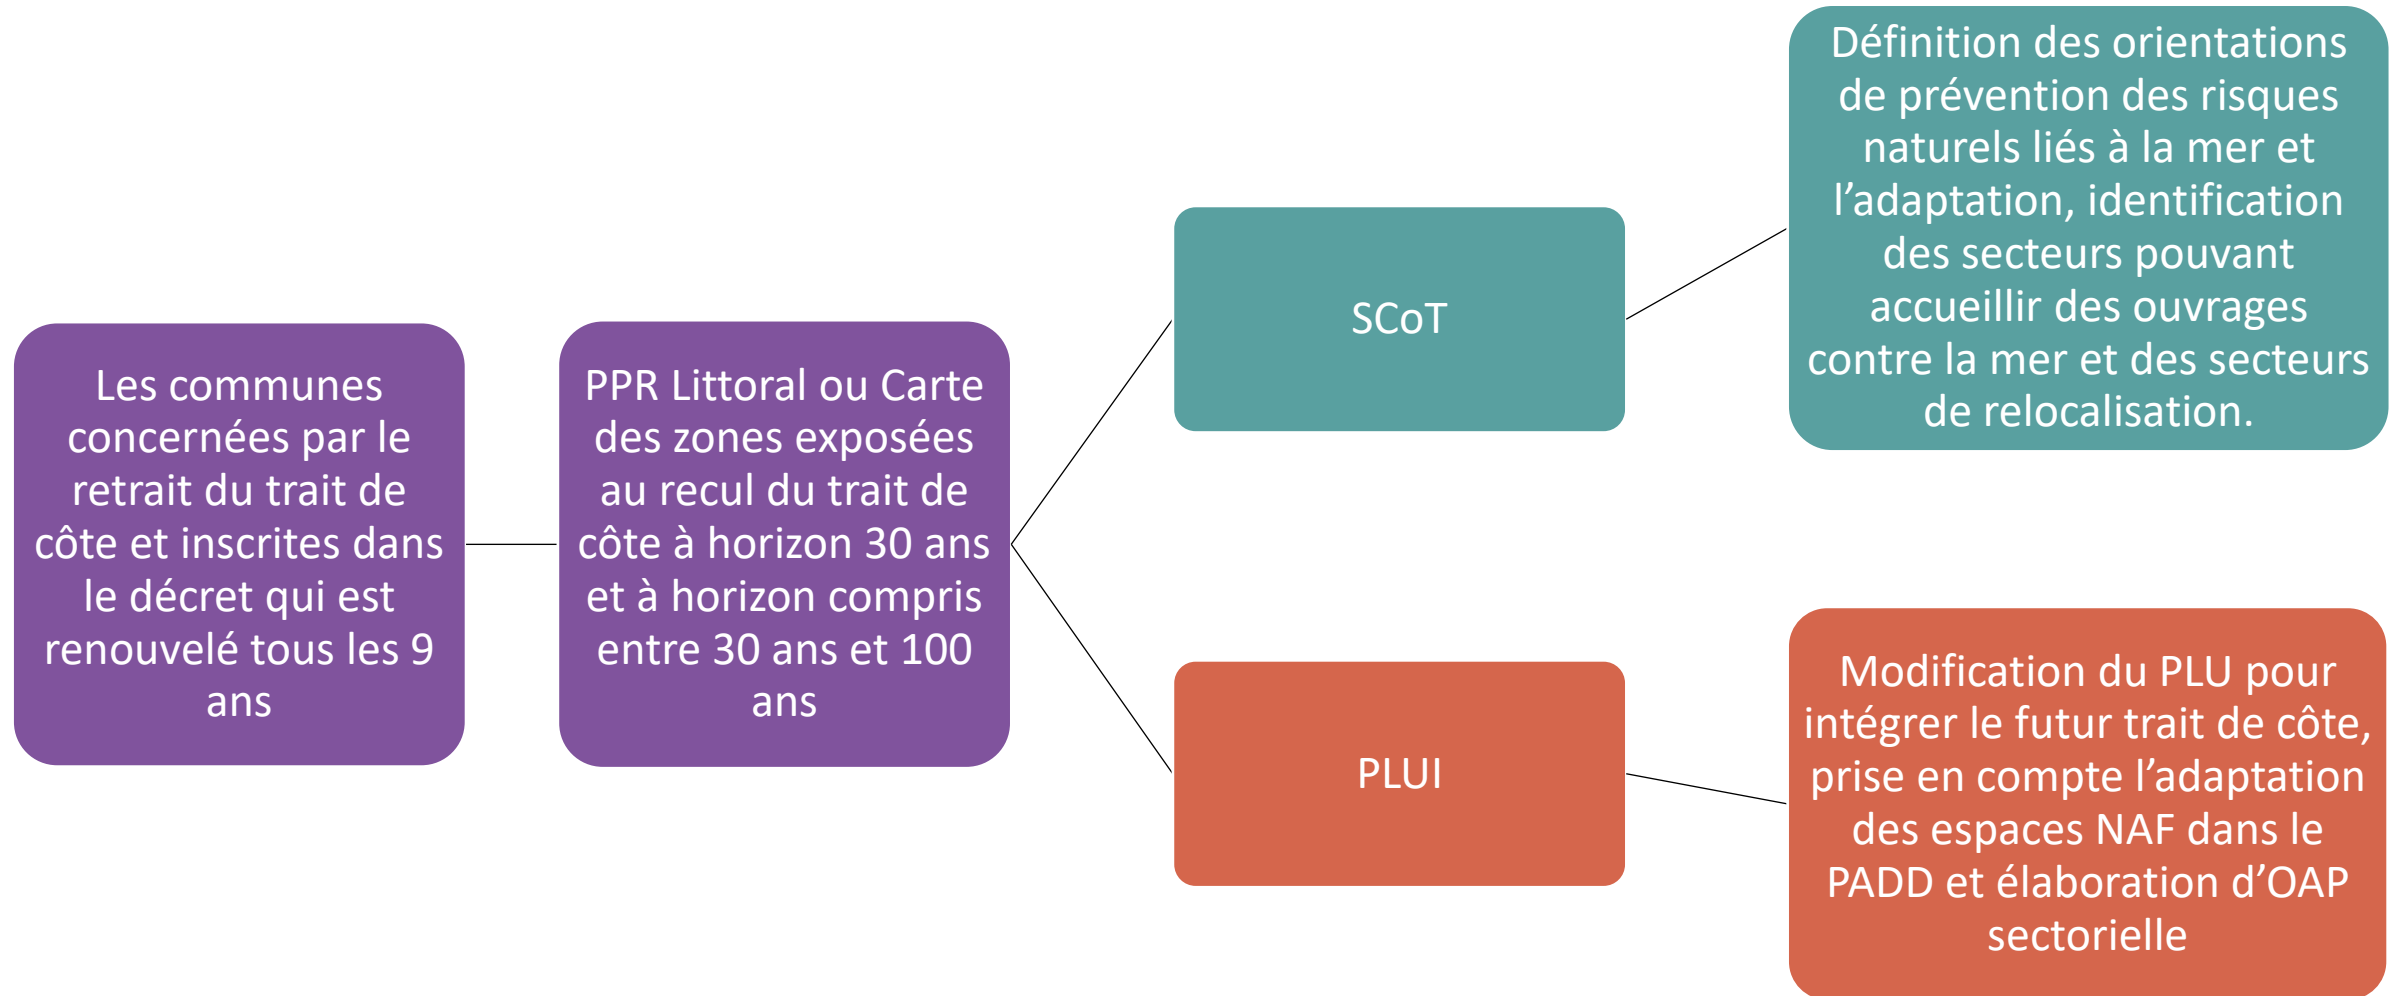 Les communes
concernées par le
retrait du trait de
côte et inscrites dans
le décret qui est
renouvelé tous les 9
ans
PPR Littoral ou Carte
des zones exposées
au recul du trait de
côte à horizon 30 ans
et à horizon compris
entre 30 ans et 100
ans
SCoT
Définition des orientations
de prévention des risques
naturels liés à la mer et
l’adaptation, identification
des secteurs pouvant
accueillir des ouvrages
contre la mer et des secteurs
de relocalisation.
PLUI
Modification du PLU pour
intégrer le futur trait de côte,
prise en compte l’adaptation
des espaces NAF dans le
PADD et élaboration d’OAP
sectorielle